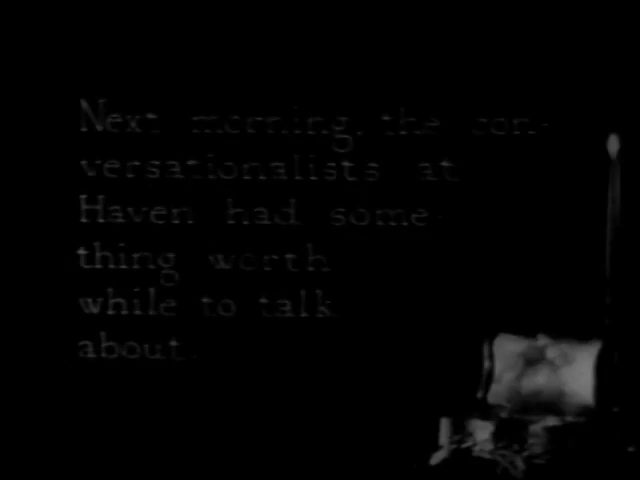 Next morning, the con-
versationalists at
Haven had some-
thing worth
while to talk
about.